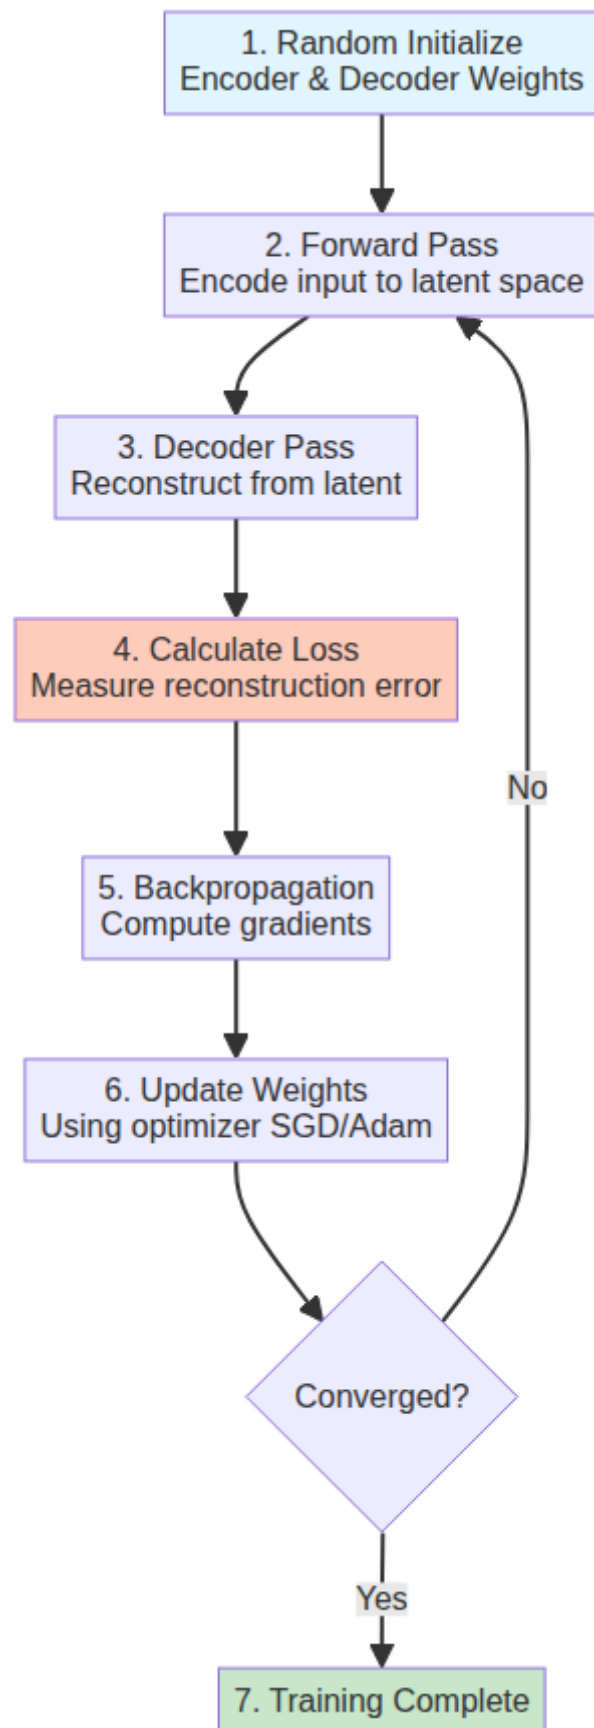 1. Random Initialize
Encoder & Decoder Weights
2. Forward Pass
Encode input to latent space
3. Decoder Pass
Reconstruct from latent
4. Calculate Loss
Measure reconstruction error
No
5. Backpropagation
Compute gradients
6. Update Weights
Using optimizer SGD/Adam
Converged?
Yes
7. Training Complete